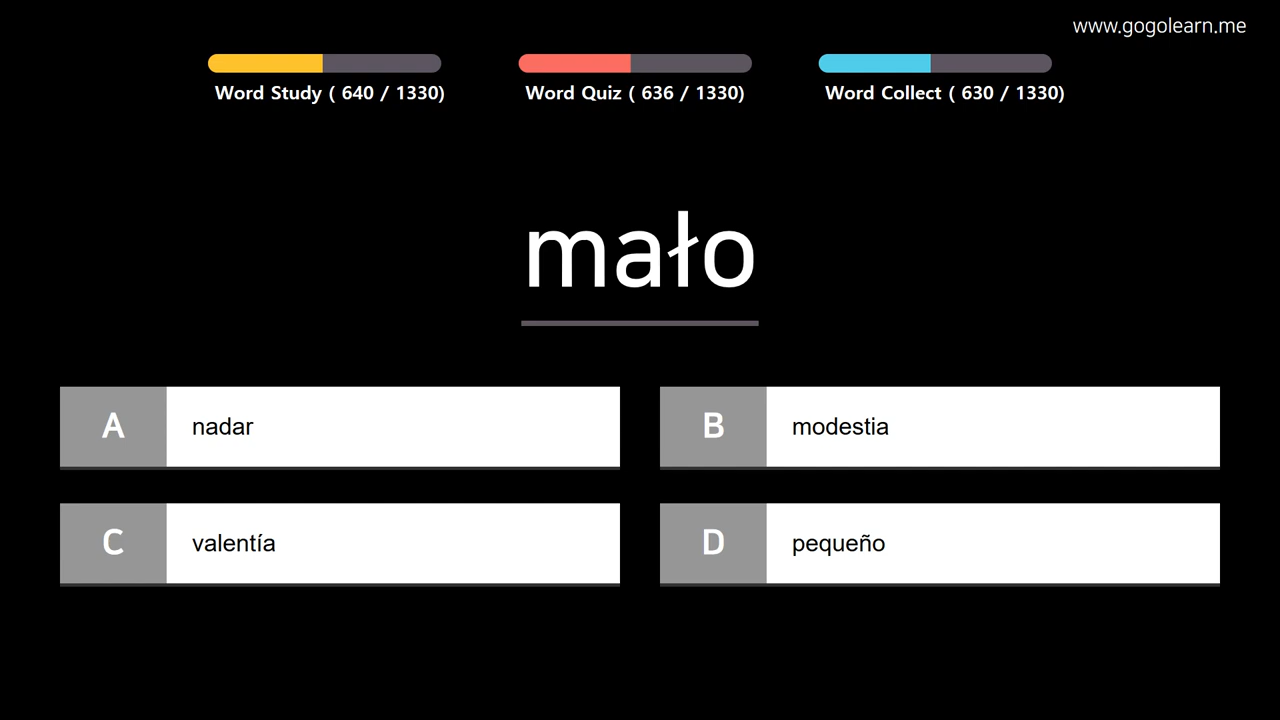 www.gogolearn.me
Word Study ( 640 / 1330)
Word Quiz ( 636 / 1330)
Word Collect ( 630 / 1330)
mało
A nadar
B modestia
C valentía
D pequeño